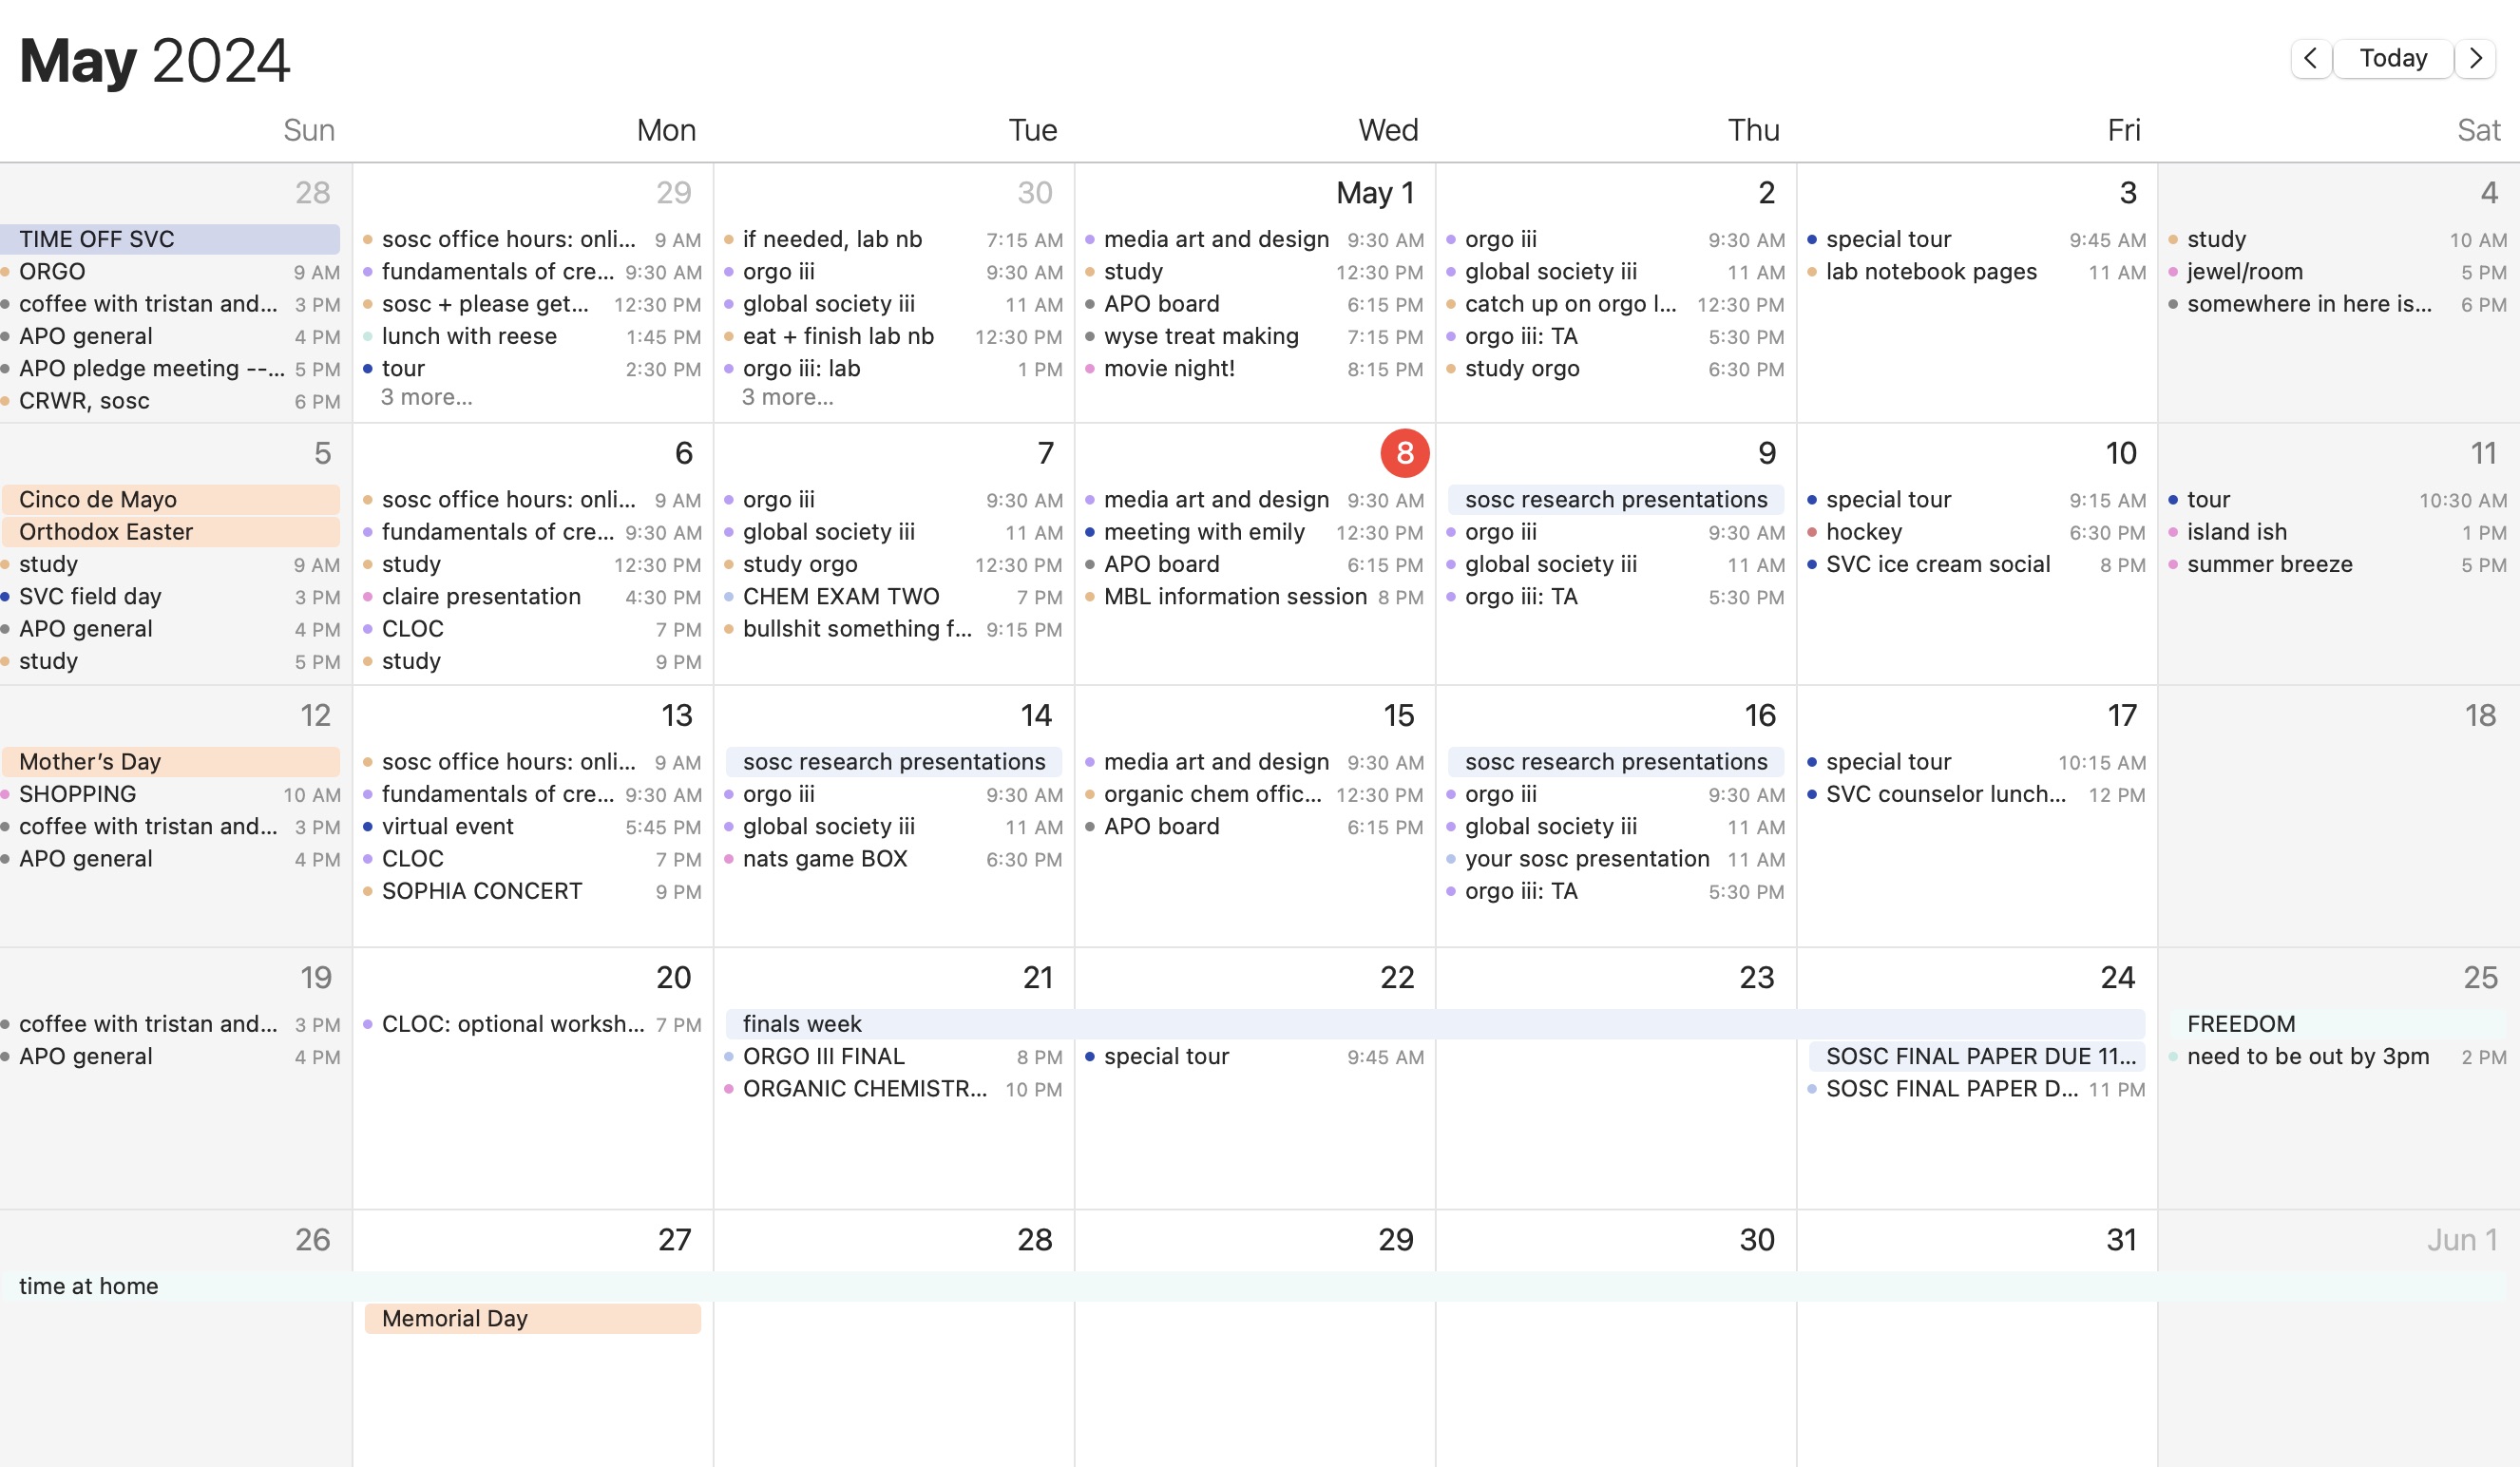 May 2024
Today
Sun Mon Tue Wed Thu Fri Sat
28
TIME OFF SVC
ORGO 9 AM
coffee with tristan and... 3 PM
APO general 4 PM
APO pledge meeting --... 5 PM
CRWR, sosc 6 PM
29
sosc office hours: onli... 9 AM
fundamentals of cre... 9:30 AM
sosc + please get... 12:30 PM
lunch with reese 1:45 PM
tour 2:30 PM
3 more...
30
if needed, lab nb 7:15 AM
orgo iii 9:30 AM
global society iii 11 AM
eat + finish lab nb 12:30 PM
orgo iii: lab 1 PM
3 more...
May 1
media art and design 9:30 AM
study 12:30 PM
APO board 6:15 PM
wyse treat making 7:15 PM
movie night! 8:15 PM
2
orgo iii 9:30 AM
global society iii 11 AM
catch up on orgo l... 12:30 PM
orgo iii: TA 5:30 PM
study orgo 6:30 PM
3
special tour 9:45 AM
lab notebook pages 11 AM
4
study 10 AM
jewel/room 5 PM
somewhere in here is... 6 PM
5
Cinco de Mayo
Orthodox Easter
study 9 AM
SVC field day 3 PM
APO general 4 PM
study 5 PM
6
sosc office hours: onli... 9 AM
fundamentals of cre... 9:30 AM
study 12:30 PM
claire presentation 4:30 PM
CLOC 7 PM
study 9 PM
7
orgo iii 9:30 AM
global society iii 11 AM
study orgo 12:30 PM
CHEM EXAM TWO 7 PM
bullshit something f... 9:15 PM
8
media art and design 9:30 AM
meeting with emily 12:30 PM
APO board 6:15 PM
MBL information session 8 PM
9
sosc research presentations
orgo iii 9:30 AM
global society iii 11 AM
orgo iii: TA 5:30 PM
10
special tour 9:15 AM
hockey 6:30 PM
SVC ice cream social 8 PM
11
tour 10:30 AM
island ish 1 PM
summer breeze 5 PM
12
Mother's Day
SHOPPING 10 AM
coffee with tristan and... 3 PM
APO general 4 PM
13
sosc office hours: onli... 9 AM
fundamentals of cre... 9:30 AM
virtual event 5:45 PM
CLOC 7 PM
SOPHIA CONCERT 9 PM
14
sosc research presentations
orgo iii 9:30 AM
global society iii 11 AM
nats game BOX 6:30 PM
15
media art and design 9:30 AM
organic chem offic... 12:30 PM
APO board 6:15 PM
16
sosc research presentations
orgo iii 9:30 AM
global society iii 11 AM
your sosc presentation 11 AM
orgo iii: TA 5:30 PM
17
special tour 10:15 AM
SVC counselor lunch... 12 PM
18
19
coffee with tristan and... 3 PM
APO general 4 PM
20
CLOC: optional worksh... 7 PM
21
finals week
ORGO III FINAL 8 PM
ORGANIC CHEMISTR... 10 PM
22
special tour 9:45 AM
23
24
SOSC FINAL PAPER DUE 11...
SOSC FINAL PAPER D... 11 PM
25
FREEDOM
need to be out by 3pm 2 PM
26
time at home
27
Memorial Day
28
29
30
31
Jun 1